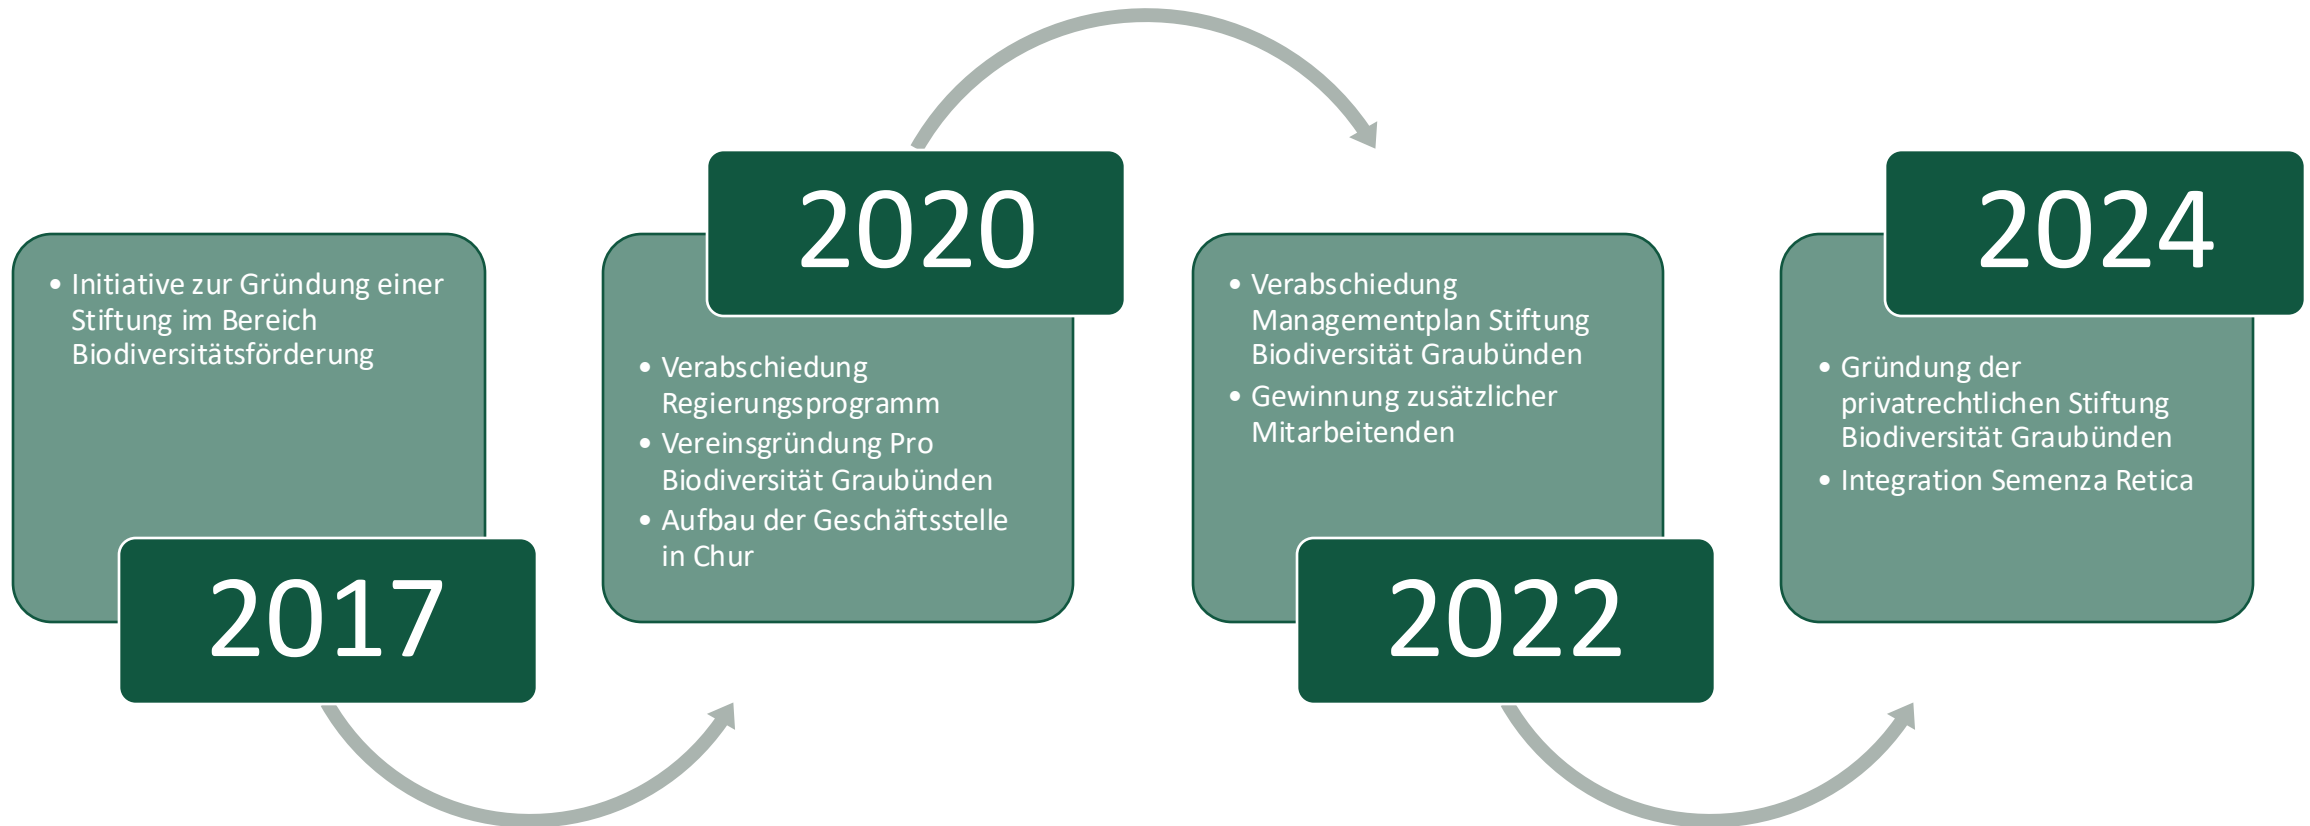 • Initiative zur Gründung einer
Stiftung im Bereich
Biodiversitätsförderung
2017
2020
• Verabschiedung
Regierungsprogramm
• Vereinsgründung Pro
Biodiversität Graubünden
• Aufbau der Geschäftsstelle
in Chur
• Verabschiedung
Managementplan Stiftung
Biodiversität Graubünden
• Gewinnung zusätzlicher
Mitarbeitenden
2022
2024
• Gründung der
privatrechtlichen Stiftung
Biodiversität Graubünden
• Integration Semenza Retica